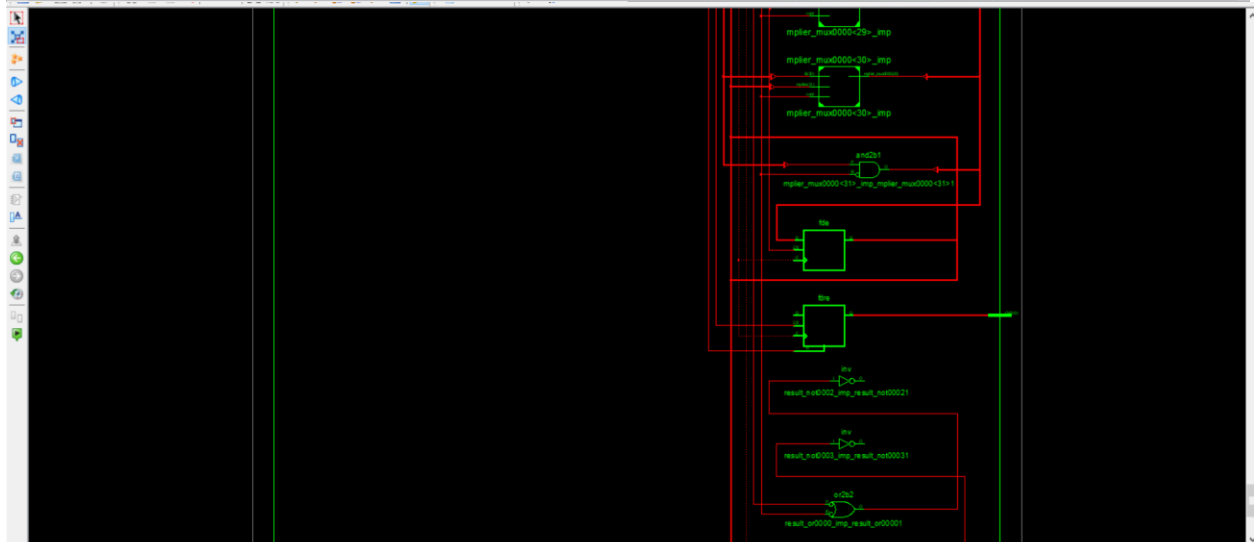 mplier_mux0000<29>_imp
mplier_mux0000<30>_imp
mplier_mux0000<30>_imp
and2b1
mplier_mux0000<31>_imp_mplier_mux0000<31>1
fde
inv
result_not0002_imp_result_not00021
inv
result_not0003_imp_result_not00031
or2b2
result_or0000_imp_result_or00001